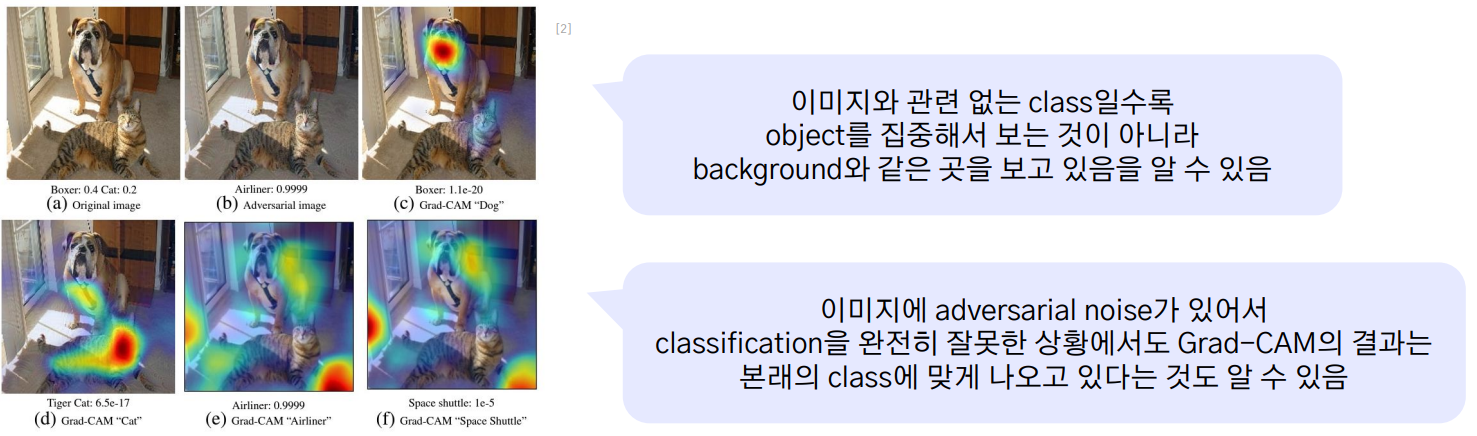 [2]
Boxer: 0.4 Cat: 0.2
(a) Original image
Airliner: 0.9999
(b) Adversarial image
Boxer: 1.1e-20
(c) Grad-CAM “Dog”
Tiger Cat: 6.5e-17
(d) Grad-CAM “Cat”
Airliner: 0.9999
(e) Grad-CAM “Airliner”
Space shuttle: 1e-5
(f) Grad-CAM “Space Shuttle”
이미지와 관련 없는 class일수록
object를 집중해서 보는 것이 아니라
background와 같은 곳을 보고 있음을 알 수 있음
이미지에 adversarial noise가 있어서
classification을 완전히 잘못한 상황에서도 Grad-CAM의 결과는
본래의 class에 맞게 나오고 있다는 것도 알 수 있음